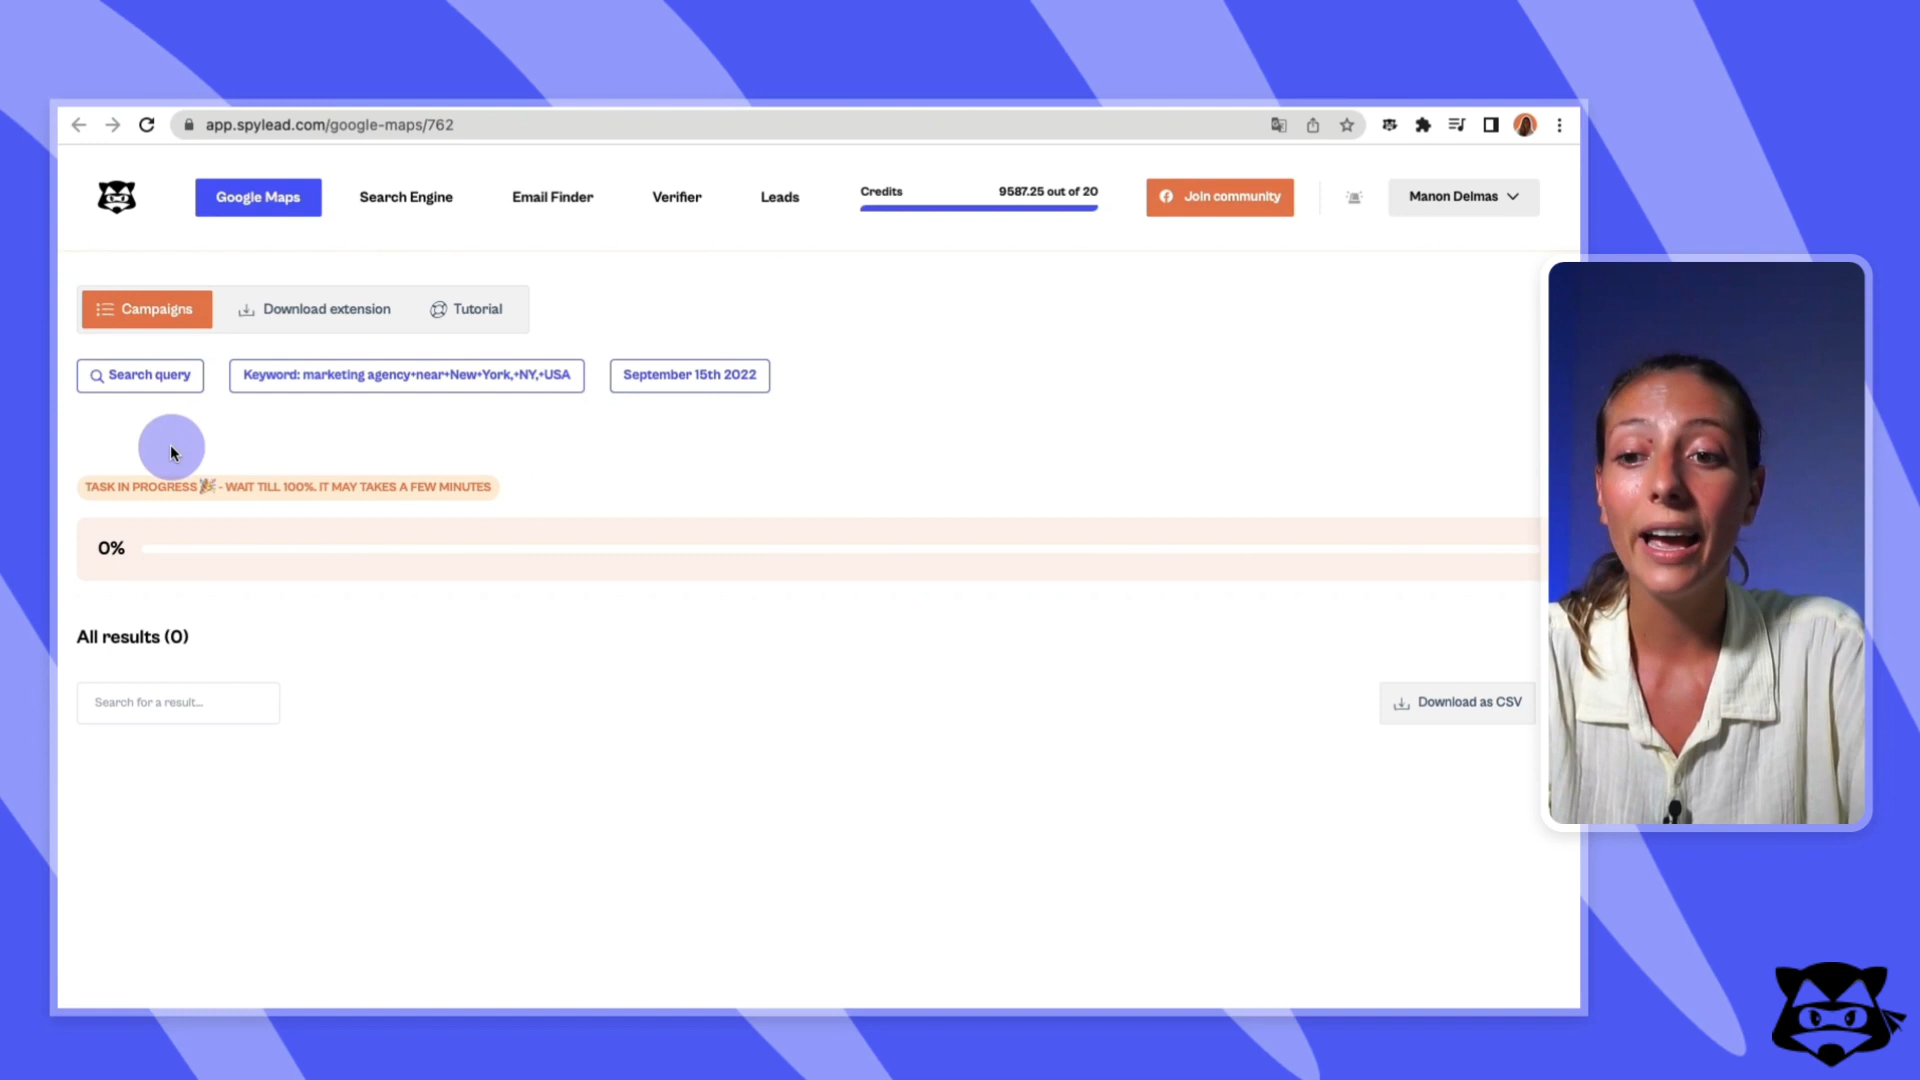 app.spylead.com/google-maps/762
Google Maps
Search Engine
Email Finder
Verifier
Leads
Credits
9587.25 out of 20
Join community
Manon Delmas
Campaigns
Download extension
Tutorial
Search query
Keyword: marketing agency+near+New+York,+NY,+USA
September 15th 2022
TASK IN PROGRESS 🎉 - WAIT TILL 100%. IT MAY TAKES A FEW MINUTES
0%
All results (0)
Search for a result...
Download as CSV